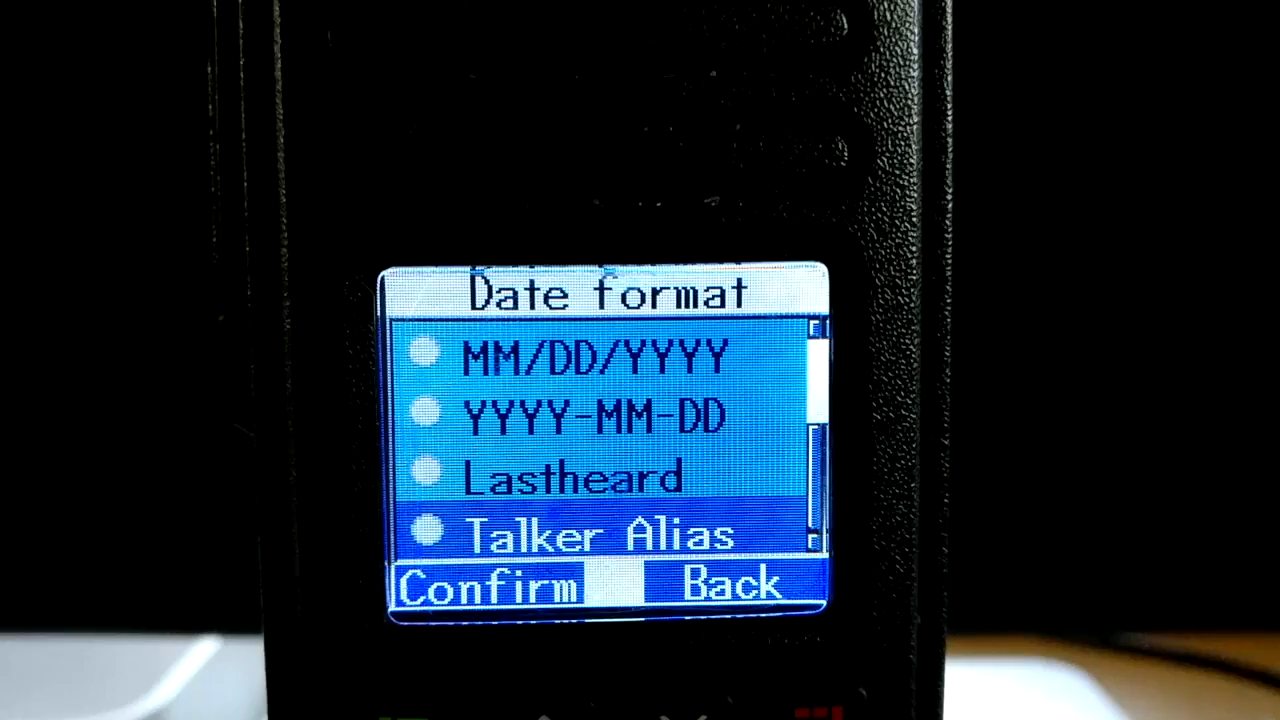 Date format
MM/DD/YYYY
YYYY-MM-DD
Lastheard
Talker Alias
Confirm Back